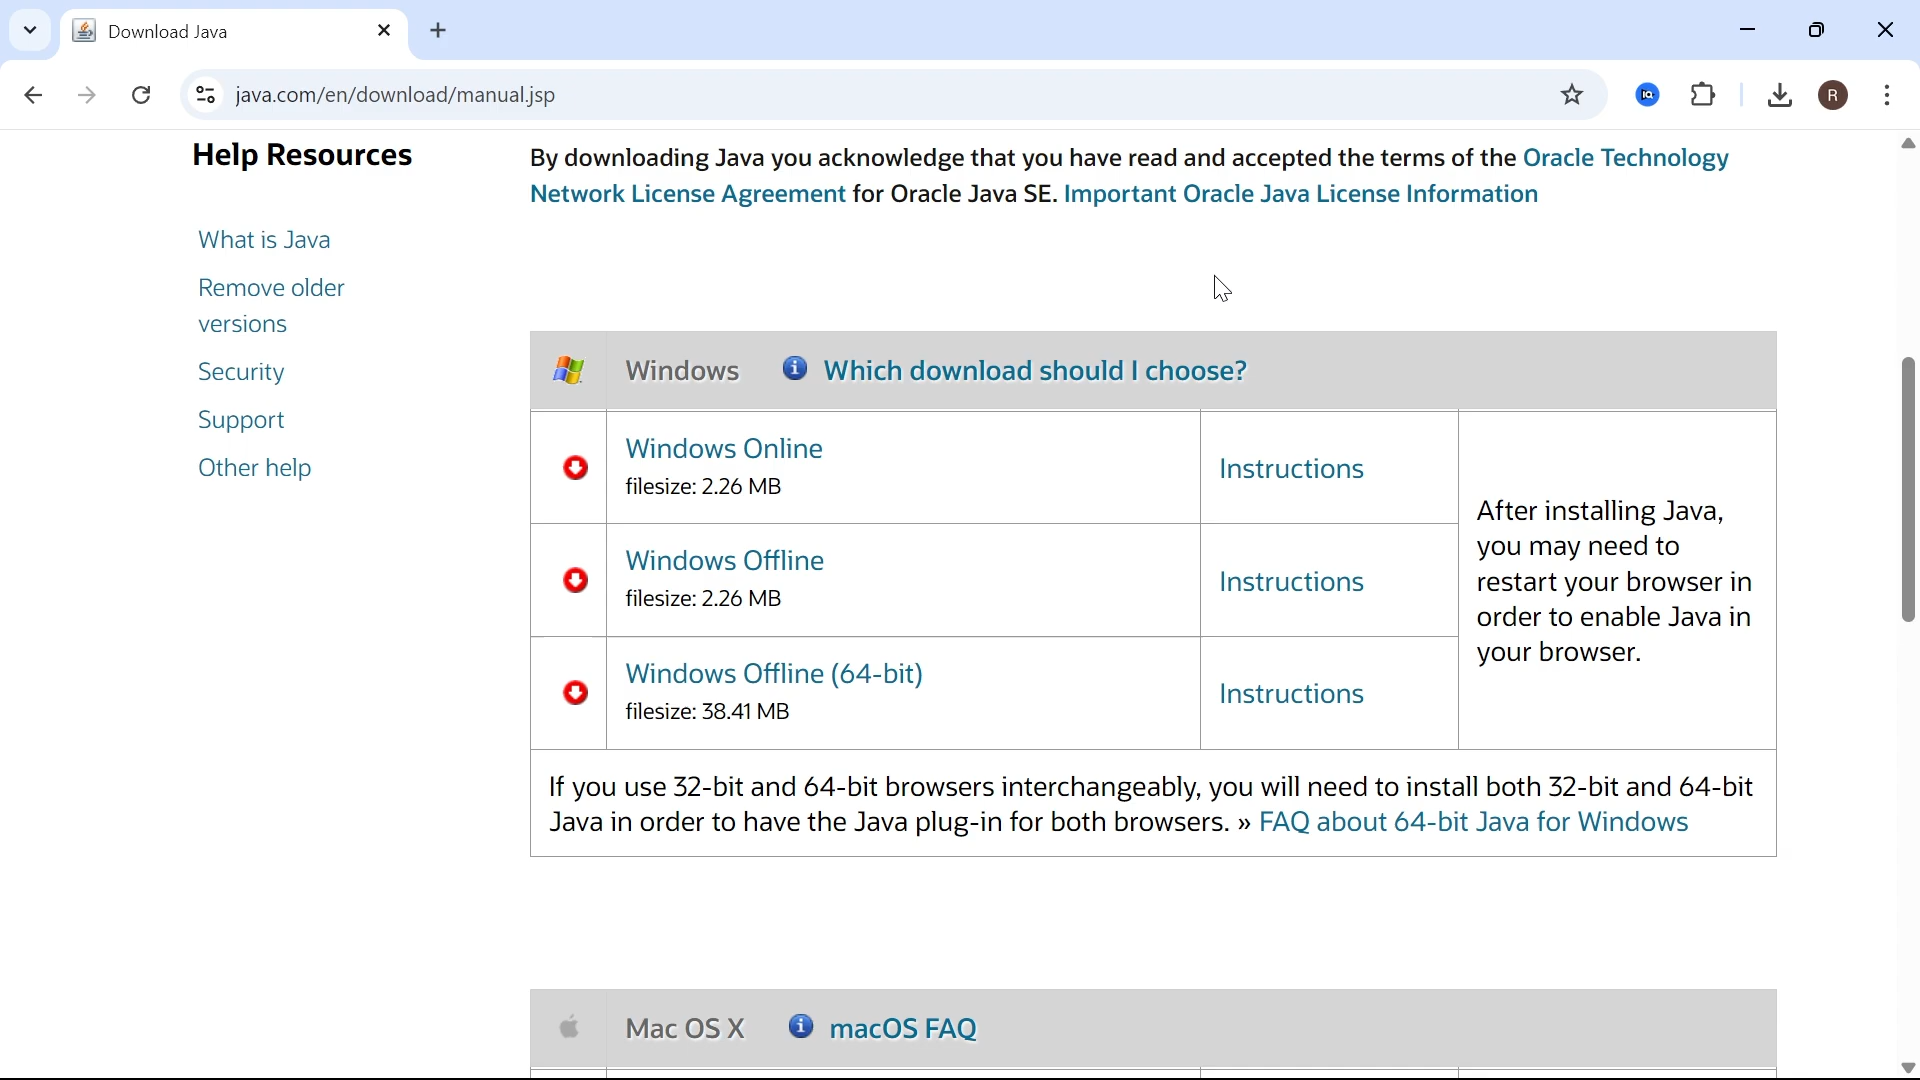 Download Java
java.com/en/download/manual.jsp
R
Help Resources
What is Java
Remove older
versions
Security
Support
Other help
By downloading Java you acknowledge that you have read and accepted the terms of the Oracle Technology
Network License Agreement for Oracle Java SE. Important Oracle Java License Information
Windows Which download should I choose?
Windows Online
filesize: 2.26 MB
Instructions
Windows Offline
filesize: 2.26 MB
Instructions
Windows Offline (64-bit)
filesize: 38.41 MB
Instructions
After installing Java,
you may need to
restart your browser in
order to enable Java in
your browser.
If you use 32-bit and 64-bit browsers interchangeably, you will need to install both 32-bit and 64-bit
Java in order to have the Java plug-in for both browsers. » FAQ about 64-bit Java for Windows
Mac OS X macOS FAQ